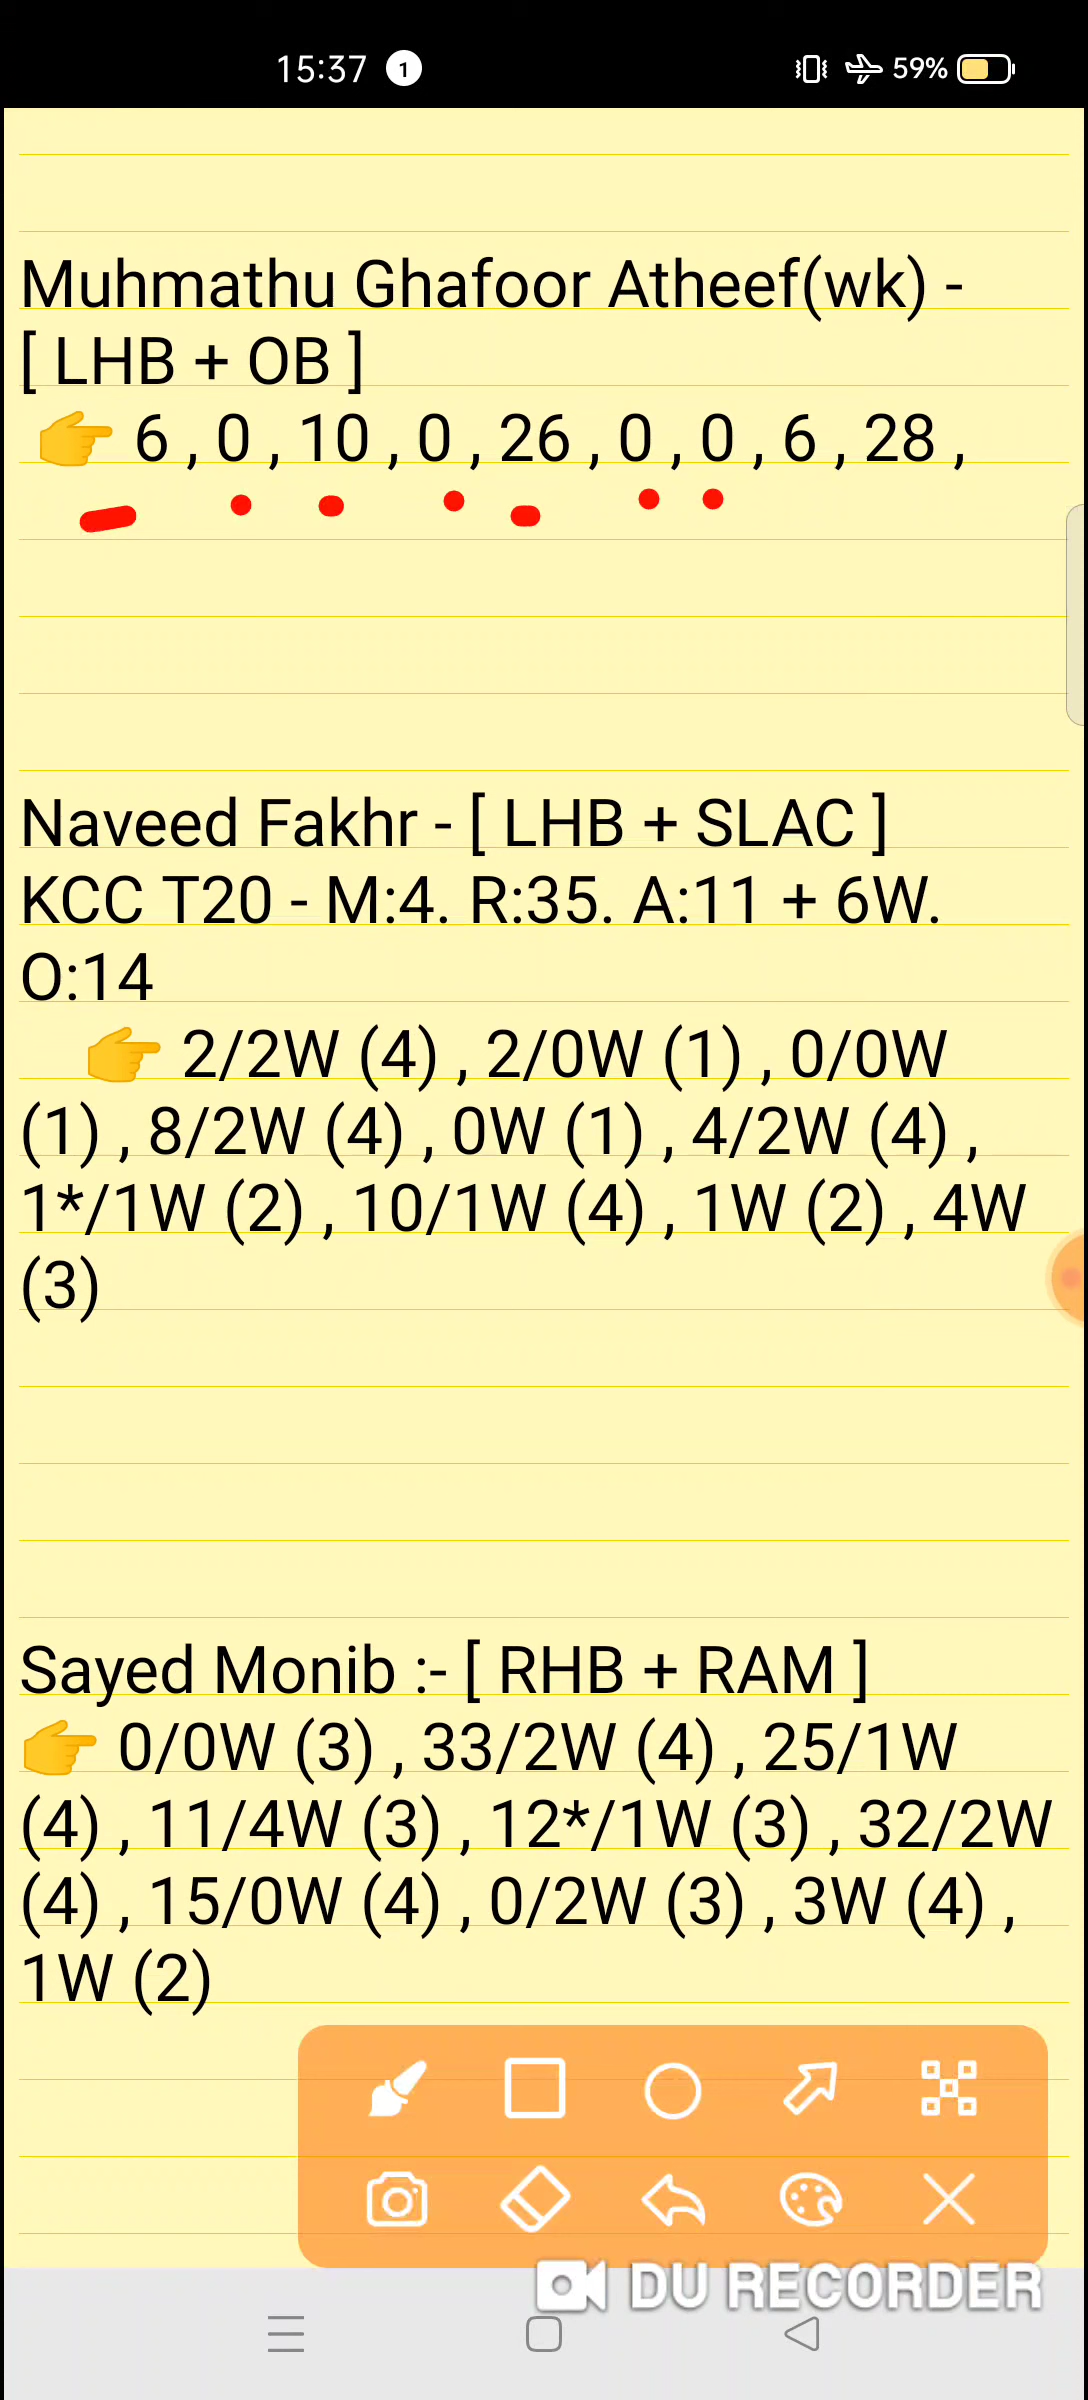 15:37 1 59%
Muhmathu Ghafoor Atheef(wk) -
[ LHB + OB ]
👉 6 , 0 , 10 , 0 , 26 , 0 , 0 , 6 , 28 ,
Naveed Fakhr - [ LHB + SLAC ]
KCC T20 - M:4. R:35. A:11 + 6W.
O:14
👉 2/2W (4) , 2/0W (1) , 0/0W
(1) , 8/2W (4) , 0W (1) , 4/2W (4) ,
1*/1W (2) , 10/1W (4) , 1W (2) , 4W
(3)
Sayed Monib :- [ RHB + RAM ]
👉 0/0W (3) , 33/2W (4) , 25/1W
(4) , 11/4W (3) , 12*/1W (3) , 32/2W
(4) , 15/0W (4) , 0/2W (3) , 3W (4) ,
1W (2)
DU RECORDER